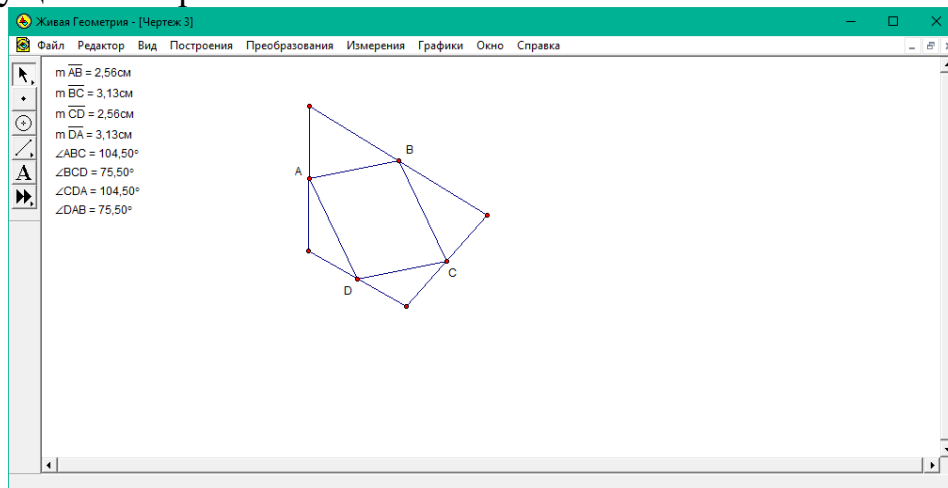 Живая Геометрия - [Чертеж 3]
Файл Редактор Вид Построения Преобразования Измерения Графики Окно Справка
m AB = 2,56см
m BC = 3,13см
m CD = 2,56см
m DA = 3,13см
∠ABC = 104,50°
∠BCD = 75,50°
∠CDA = 104,50°
∠DAB = 75,50°
A
B
A
C
D